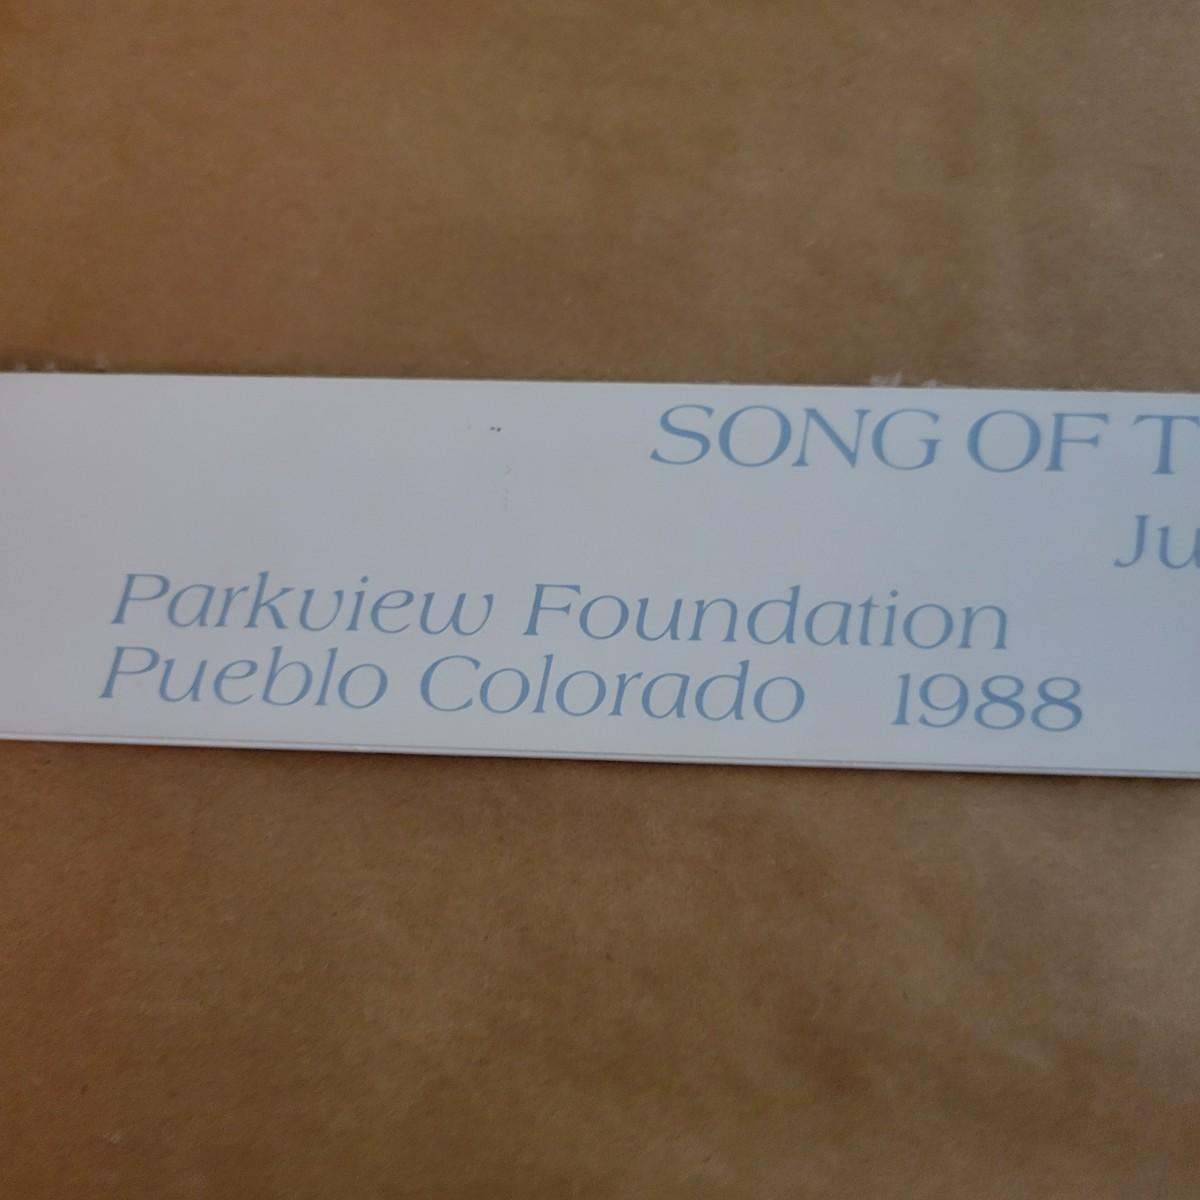 SONG OF T
Ju
Parkview Foundation
Pueblo Colorado 1988